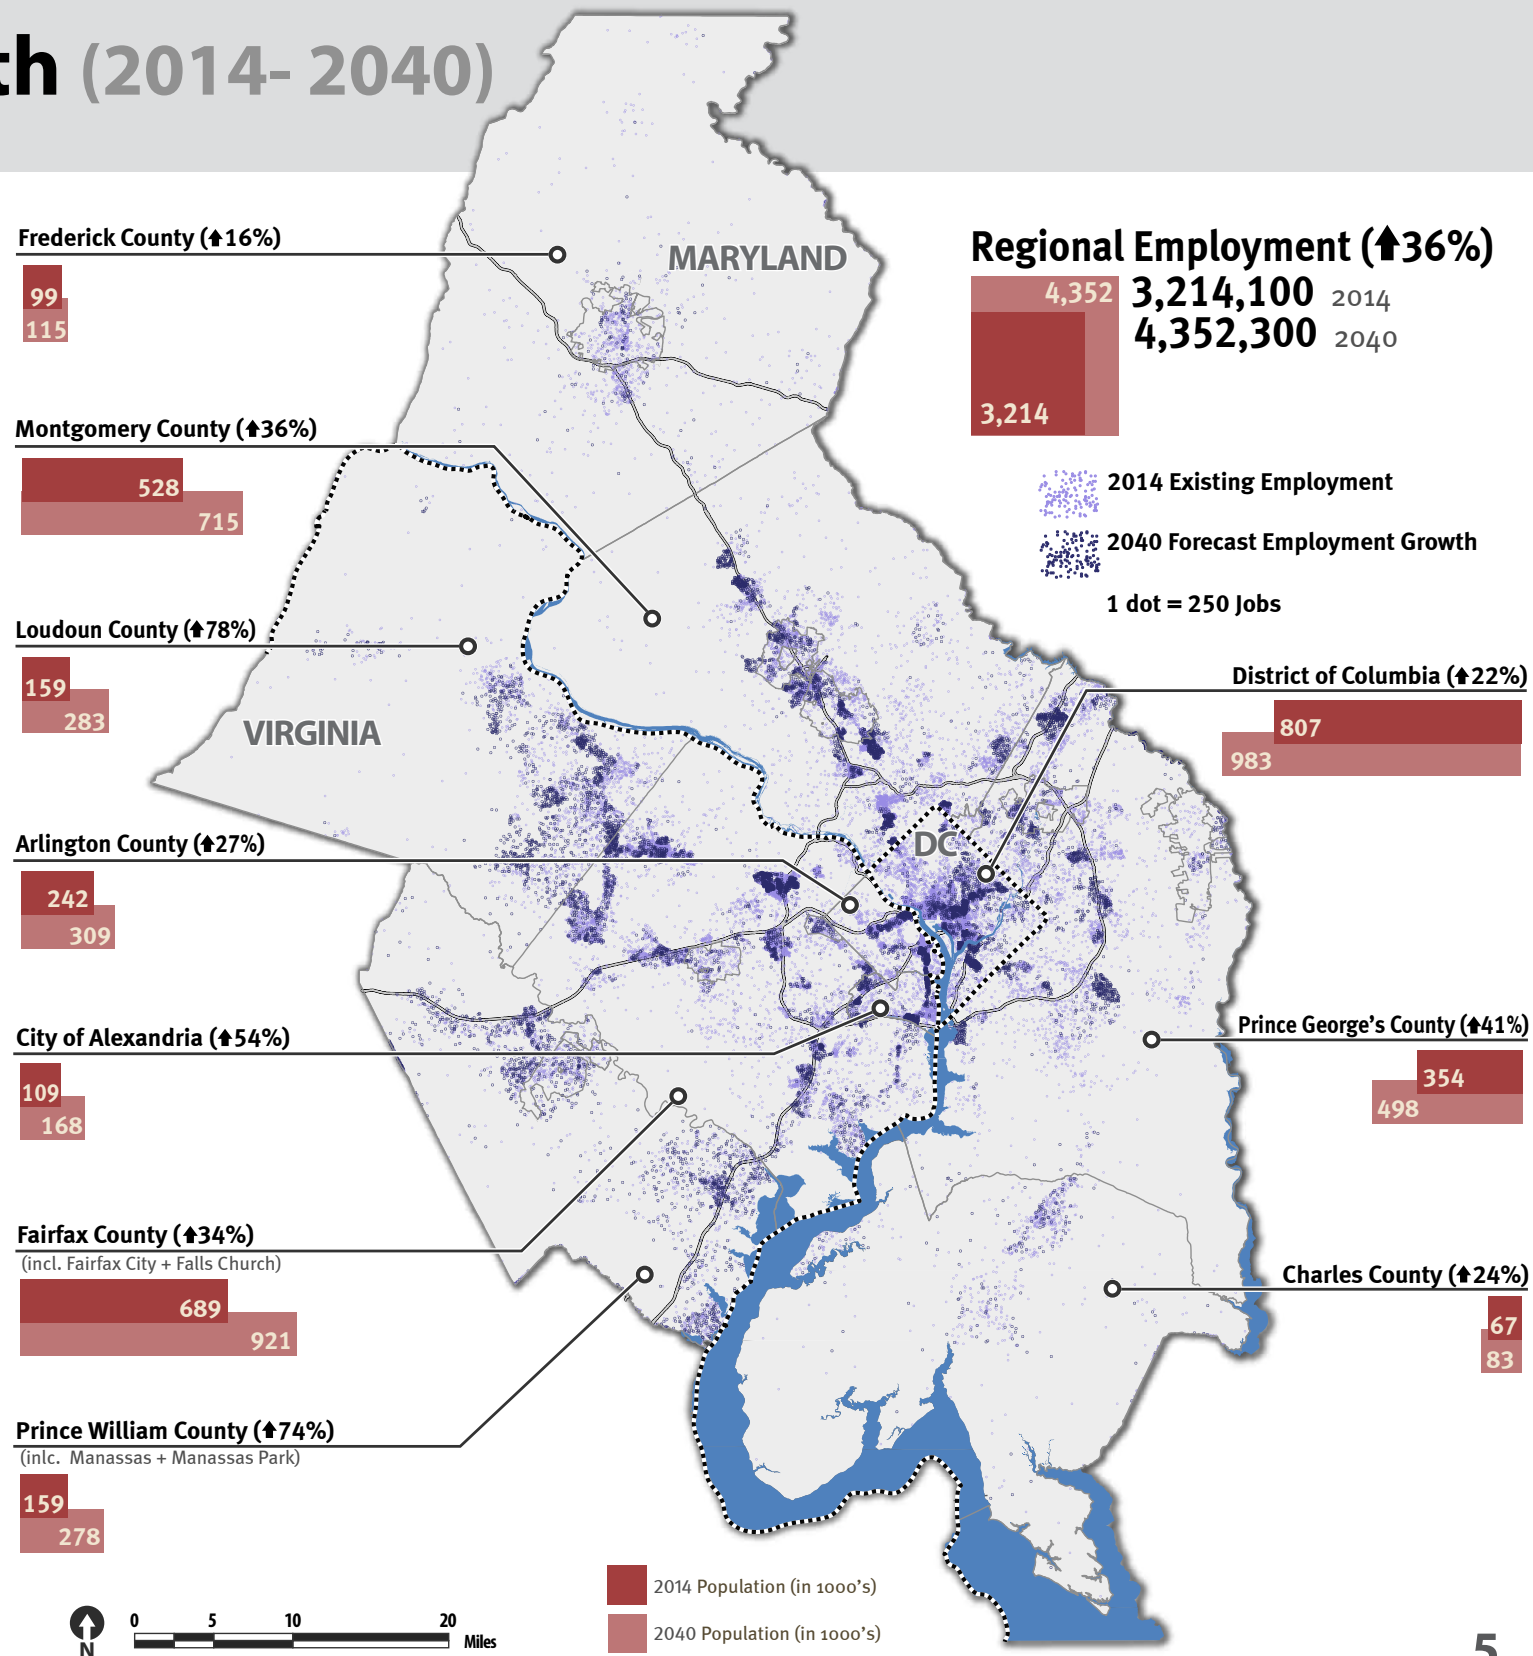 th (2014- 2040)
MARYLAND
VIRGINIA
DC
Frederick County (⬆16%)
99
115
Montgomery County (⬆36%)
528
715
Loudoun County (⬆78%)
159
283
Arlington County (⬆27%)
242
309
City of Alexandria (⬆54%)
109
168
Fairfax County (⬆34%)
(incl. Fairfax City + Falls Church)
689
921
Prince William County (⬆74%)
(inlc. Manassas + Manassas Park)
159
278
Regional Employment (⬆36%)
4,352
3,214
3,214,100 2014
4,352,300 2040
2014 Existing Employment
2040 Forecast Employment Growth
1 dot = 250 Jobs
District of Columbia (⬆22%)
807
983
Prince George's County (⬆41%)
354
498
Charles County (⬆24%)
67
83
2014 Population (in 1000's)
2040 Population (in 1000's)
N
0 5 10 20
Miles
5